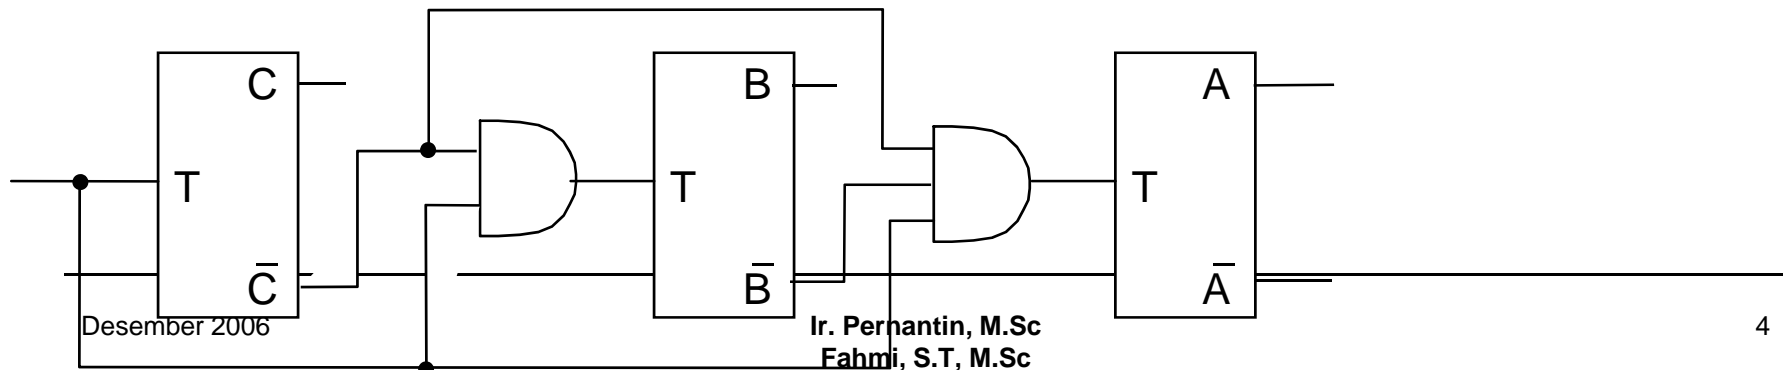 C
B
A
T
T
T
C̅
B̅
A̅
Desember 2006
Ir. Pernantin, M.Sc
4
Fahmi, S.T, M.Sc